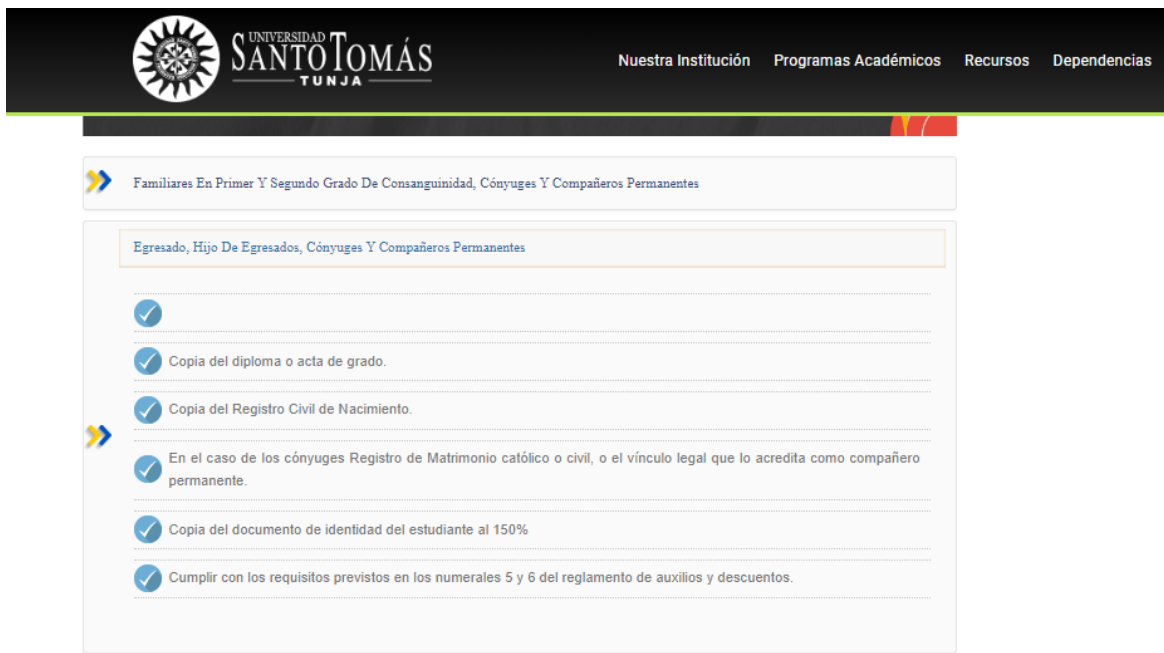 UNIVERSIDAD
SANTO TOMÁS
TUNJA
Nuestra Institución Programas Académicos Recursos Dependencias
Familiares En Primer Y Segundo Grado De Consanguinidad, Cónyuges Y Compañeros Permanentes
Egresado, Hijo De Egresados, Cónyuges Y Compañeros Permanentes
Copia del diploma o acta de grado.
Copia del Registro Civil de Nacimiento.
En el caso de los cónyuges Registro de Matrimonio católico o civil, o el vínculo legal que lo acredita como compañero
permanente.
Copia del documento de identidad del estudiante al 150%
Cumplir con los requisitos previstos en los numerales 5 y 6 del reglamento de auxilios y descuentos.